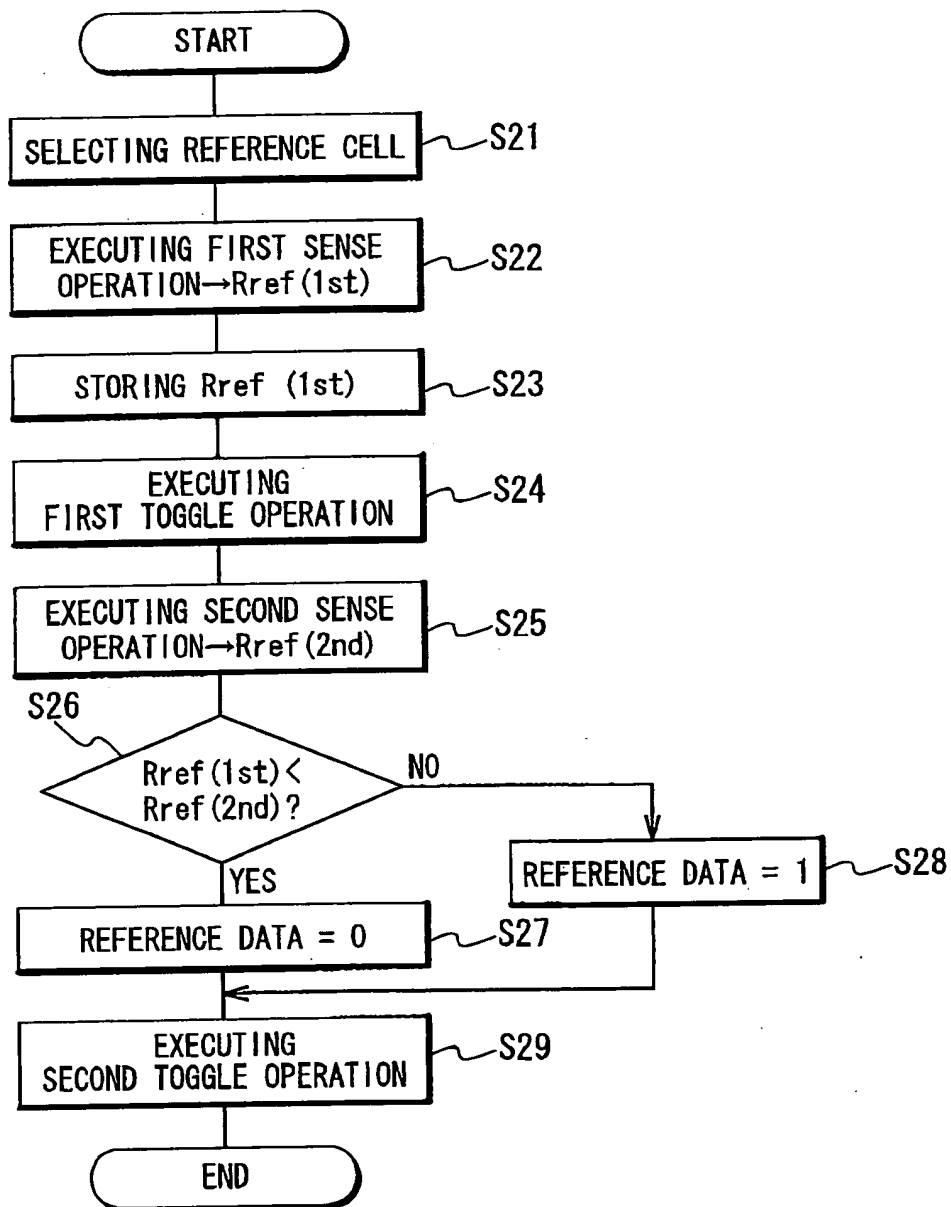 START
SELECTING REFERENCE CELL
S21
EXECUTING FIRST SENSE
OPERATION→Rref(1st)
S22
STORING Rref (1st)
S23
EXECUTING
FIRST TOGGLE OPERATION
S24
EXECUTING SECOND SENSE
OPERATION→Rref(2nd)
S25
S26
Rref(1st)<
Rref(2nd)?
NO
YES
REFERENCE DATA = 1
S28
REFERENCE DATA = 0
S27
EXECUTING
SECOND TOGGLE OPERATION
S29
END